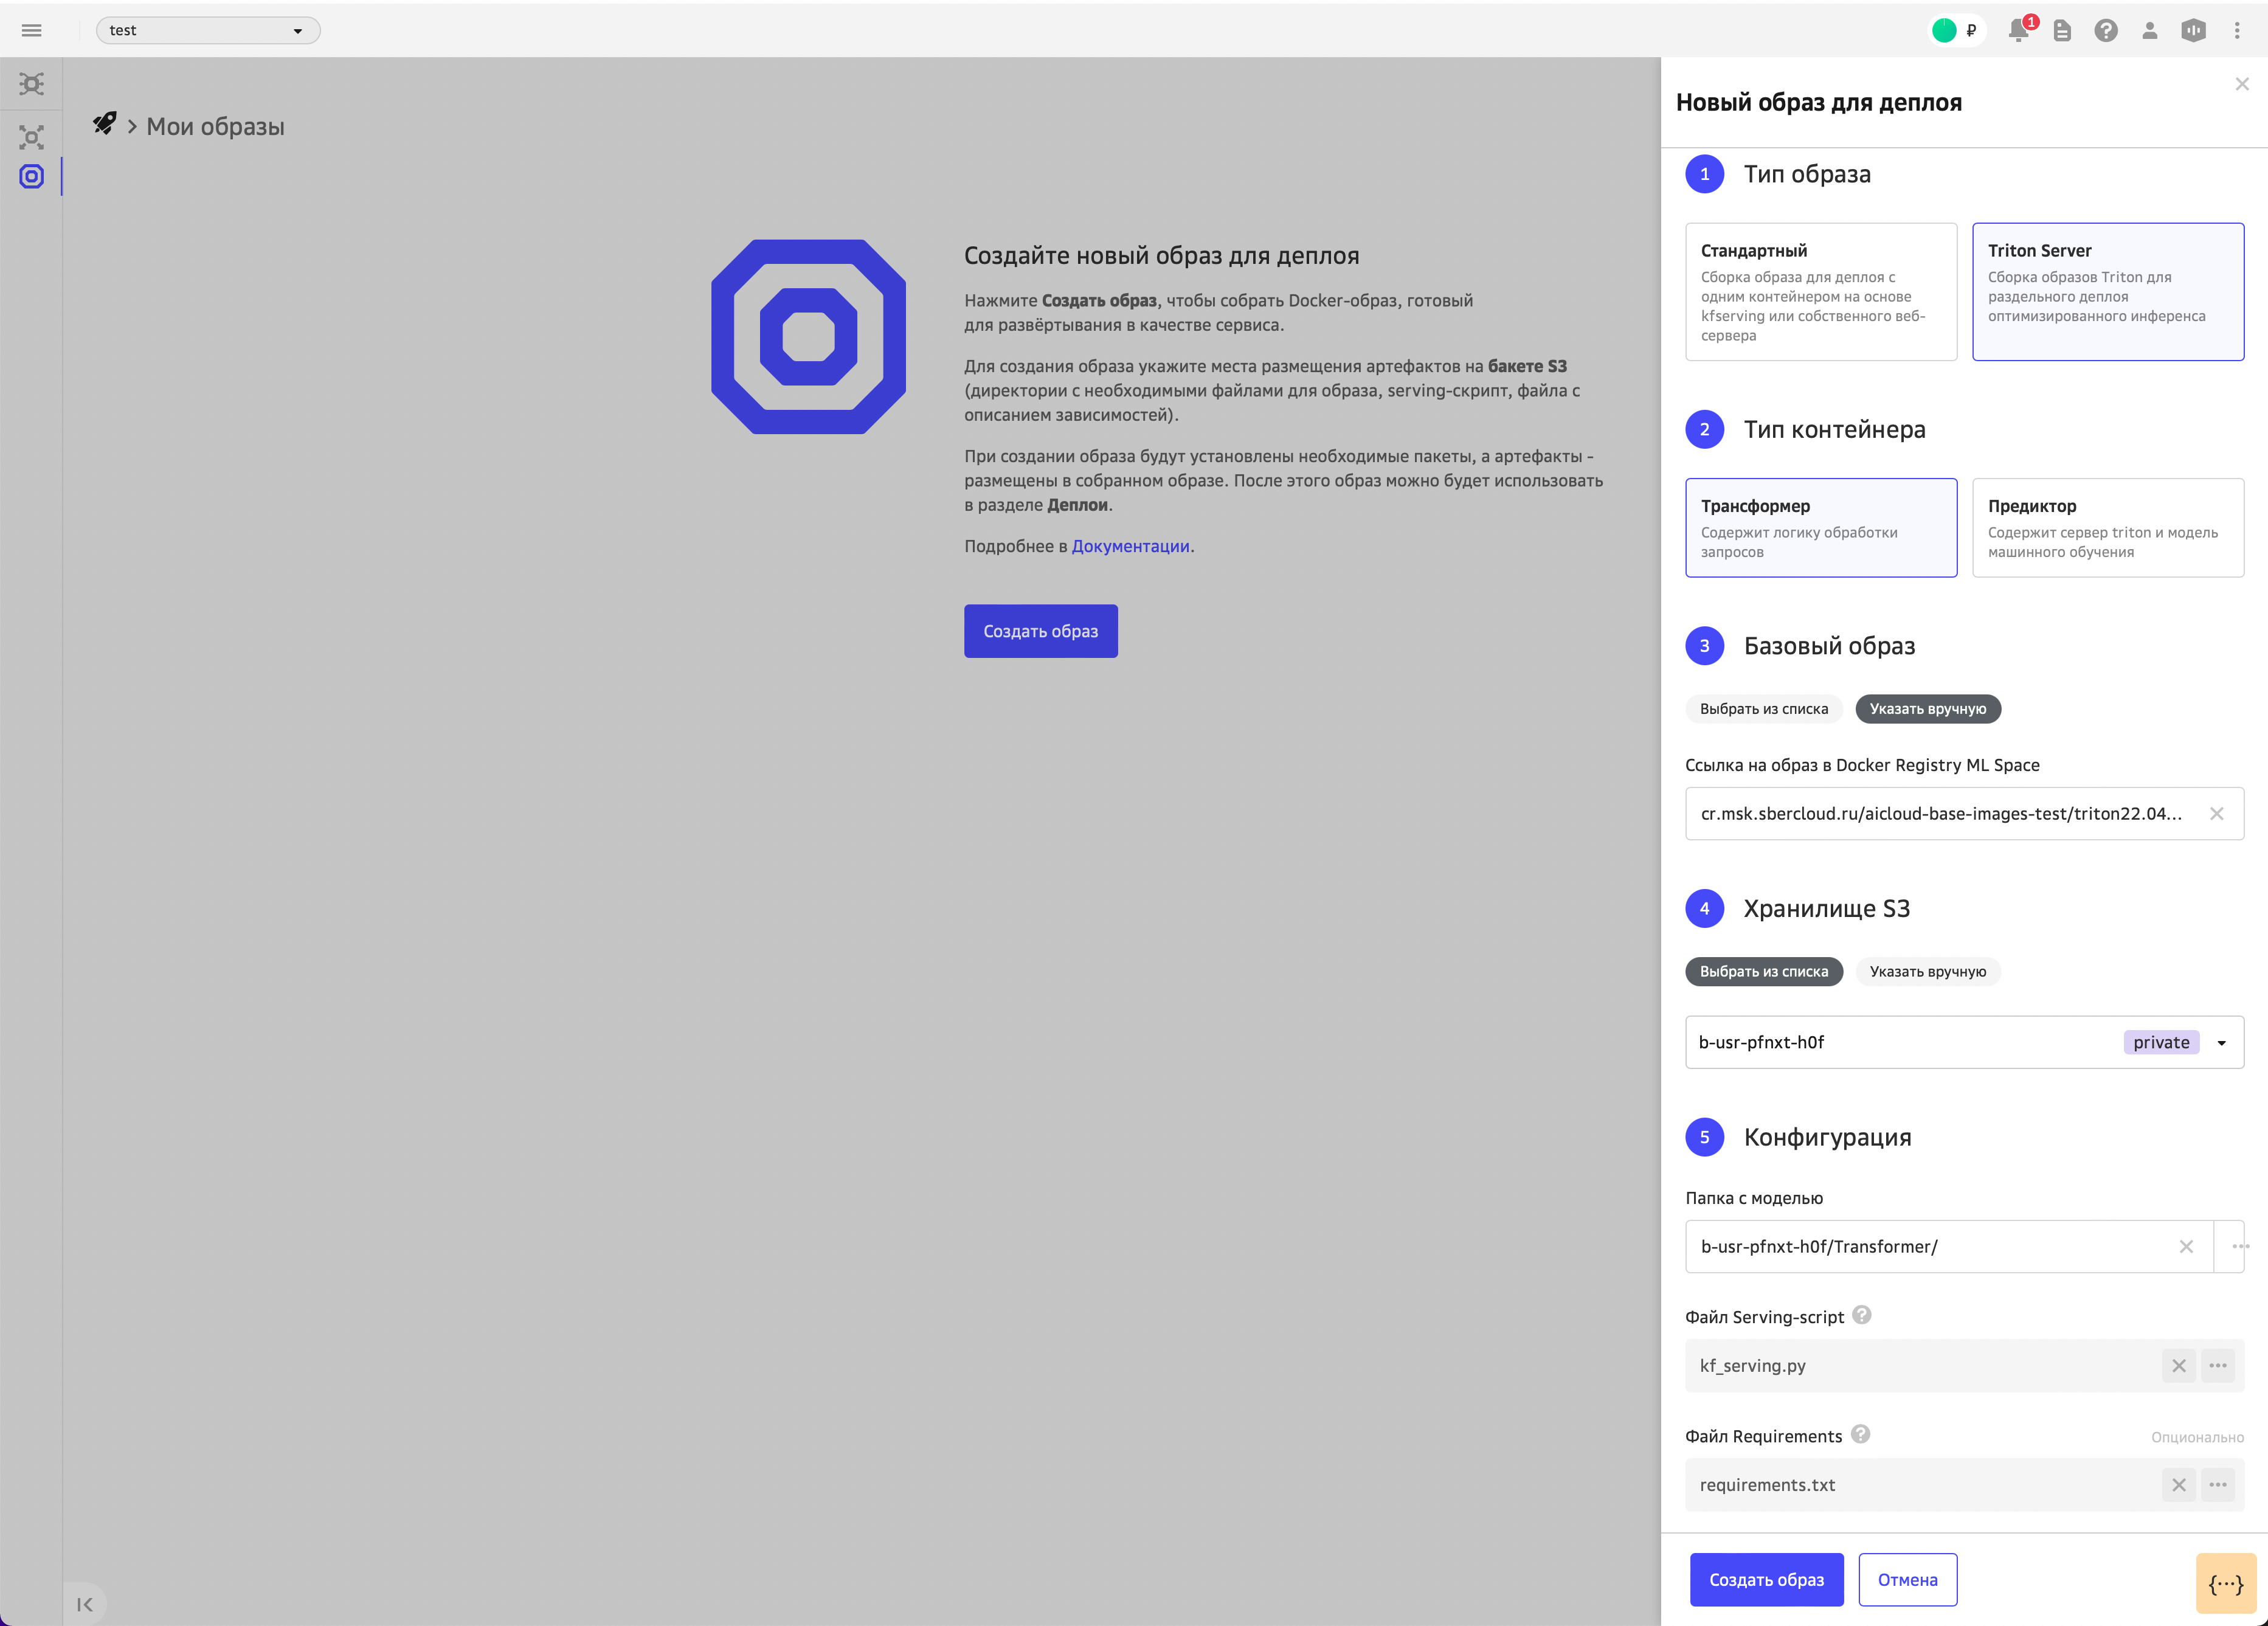 test
₽
1
Мои образы
Создайте новый образ для деплоя
Нажмите Создать образ, чтобы собрать Docker-образ, готовый
для развёртывания в качестве сервиса.
Для создания образа укажите места размещения артефактов на бакете S3
(директории с необходимыми файлами для образа, serving-скрипт, файла с
описанием зависимостей).
При создании образа будут установлены необходимые пакеты, а артефакты -
размещены в собранном образе. После этого образ можно будет использовать
в разделе Деплои.
Подробнее в Документации.
Создать образ
Новый образ для деплоя
1 Тип образа
Стандартный
Сборка образа для деплоя с
одним контейнером на основе
kfserving или собственного веб-
сервера
Triton Server
Сборка образов Triton для
раздельного деплоя
оптимизированного инференса
2 Тип контейнера
Трансформер
Содержит логику обработки
запросов
Предиктор
Содержит сервер triton и модель
машинного обучения
3 Базовый образ
Выбрать из списка Указать вручную
Ссылка на образ в Docker Registry ML Space
cr.msk.sbercloud.ru/aicloud-base-images-test/triton22.04...
4 Хранилище S3
Выбрать из списка Указать вручную
b-usr-pfnxt-h0f private
5 Конфигурация
Папка с моделью
b-usr-pfnxt-h0f/Transformer/
Файл Serving-script ?
kf_serving.py
Файл Requirements ? Опционально
requirements.txt
Создать образ Отмена {···}